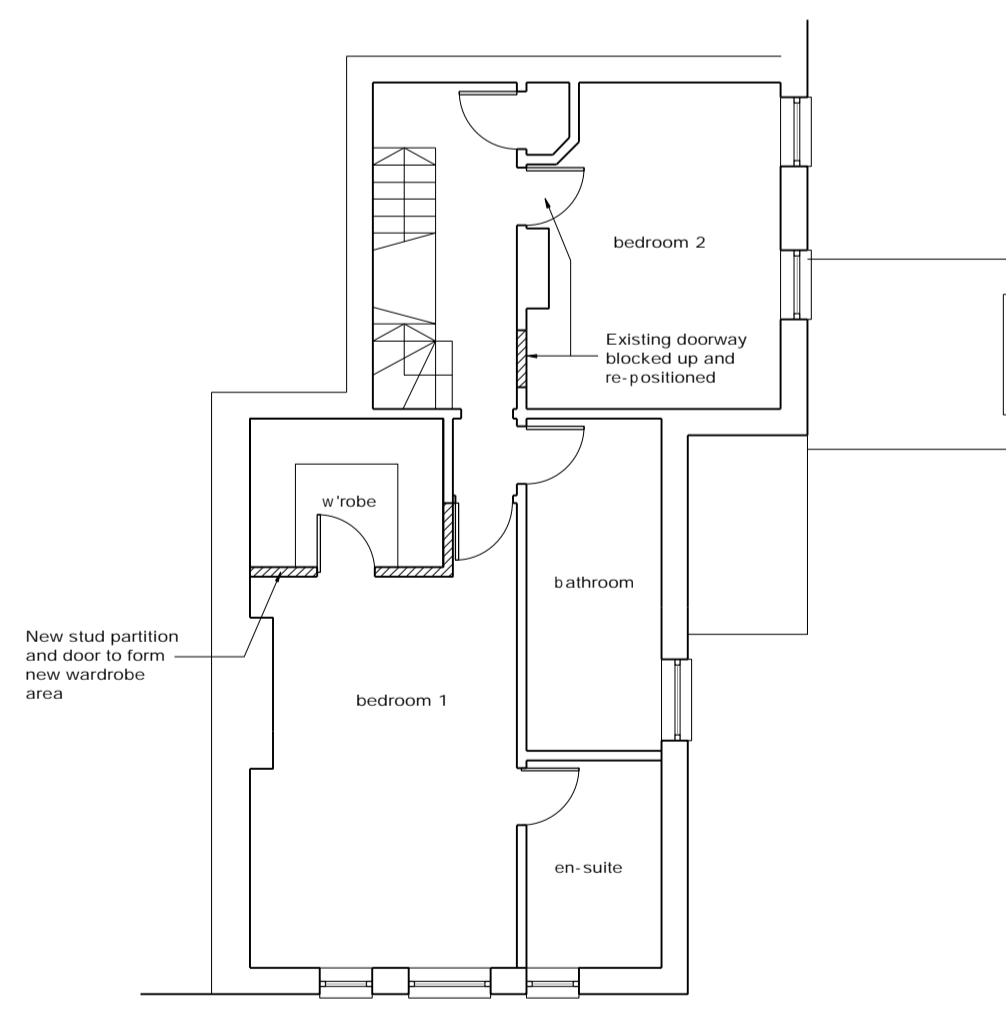 bedroom 2
Existing doorway
blocked up and
re-positioned
w'robe
bathroom
New stud partition
and door to form
new wardrobe
area
bedroom 1
en-suite